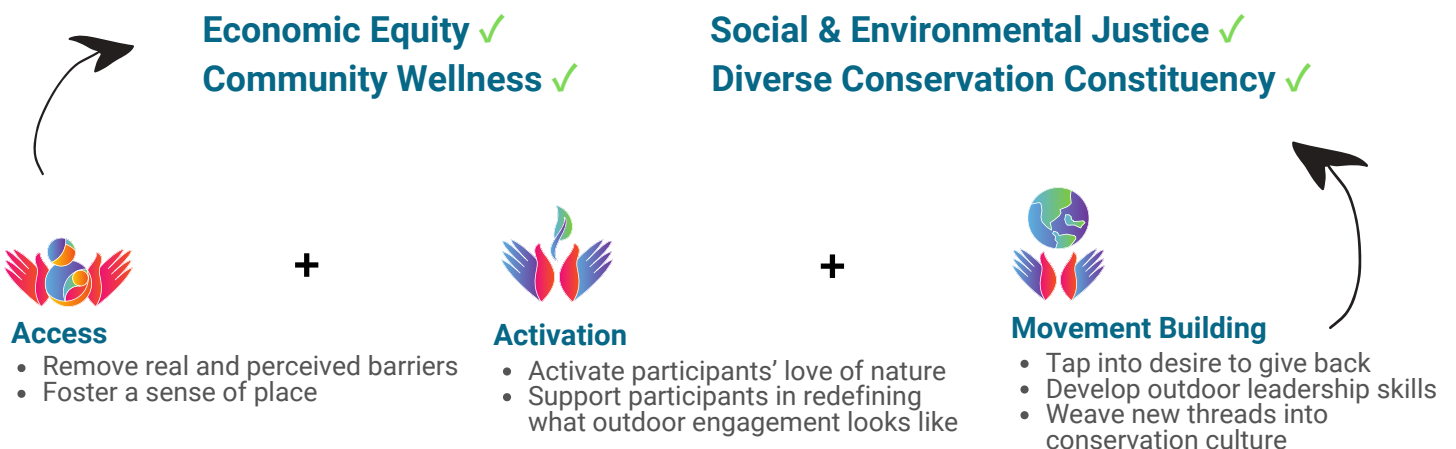 Economic Equity ✓
Community Wellness ✓
Social & Environmental Justice ✓
Diverse Conservation Constituency ✓
+
+
Access
• Remove real and perceived barriers
• Foster a sense of place
Activation
• Activate participants’ love of nature
• Support participants in redefining
what outdoor engagement looks like
Movement Building
• Tap into desire to give back
• Develop outdoor leadership skills
• Weave new threads into
conservation culture